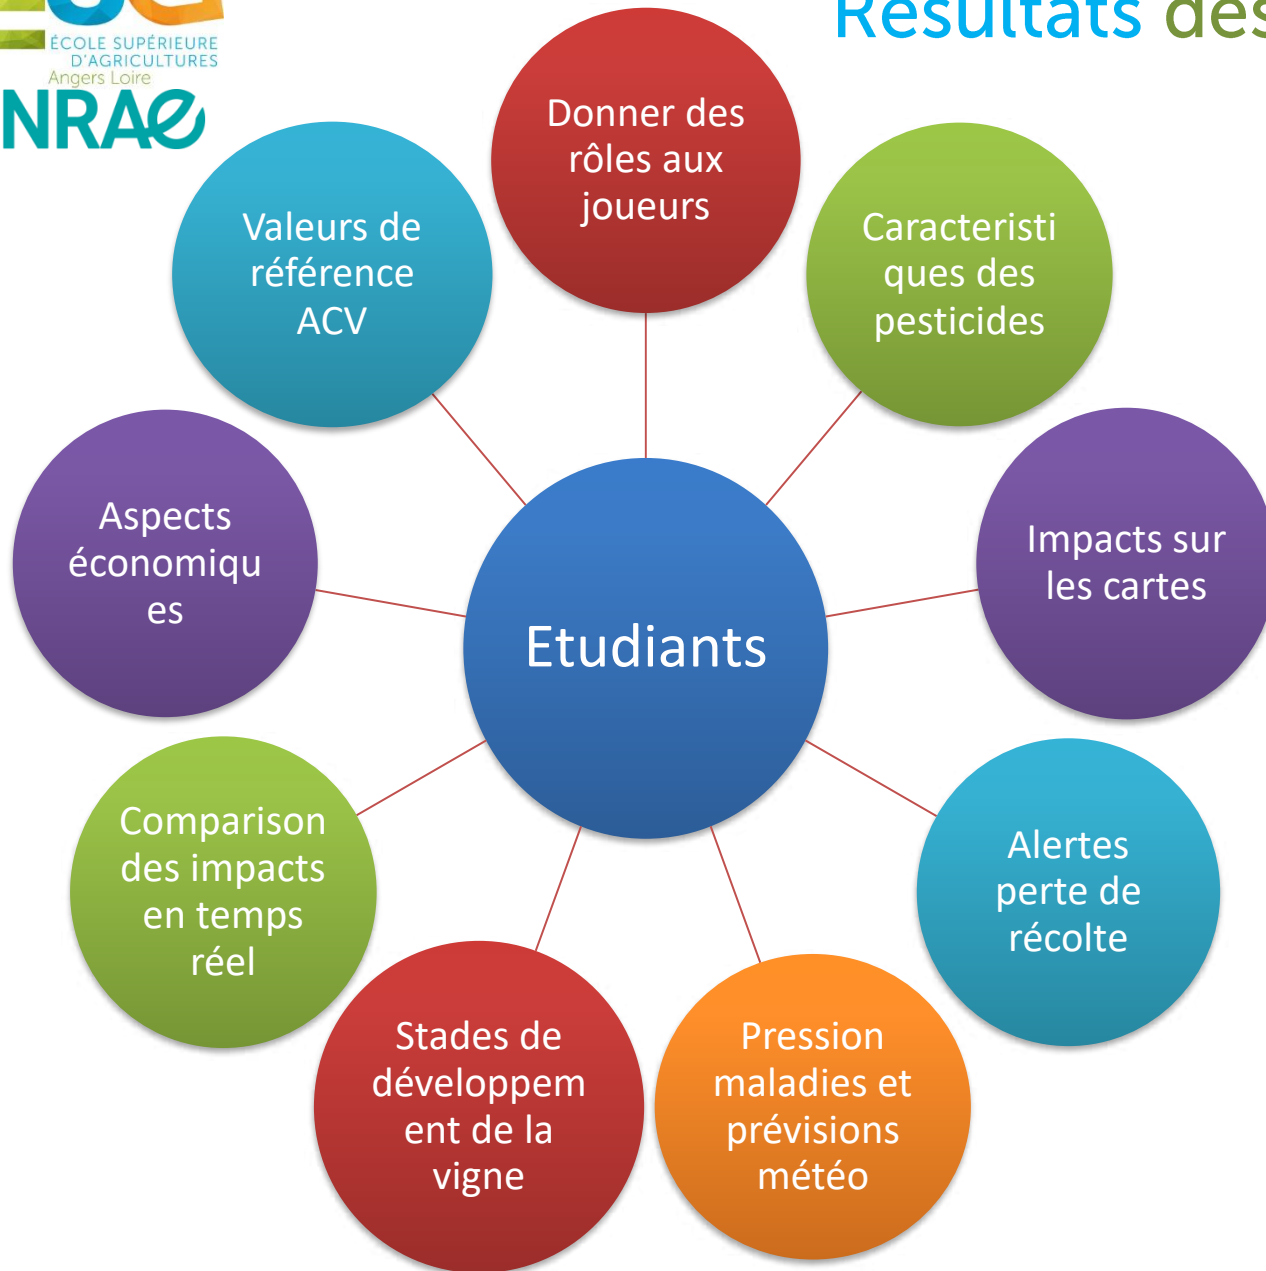 ÉCOLE SUPÉRIEURE
D'AGRICULTURES
Angers Loire
NRAE
Résultats des
Donner des
rôles aux
joueurs
Caracteristi
ques des
pesticides
Impacts sur
les cartes
Alertes
perte de
récolte
Pression
maladies et
prévisions
météo
Stades de
développem
ent de la
vigne
Comparison
des impacts
en temps
réel
Aspects
économiqu
es
Valeurs de
référence
ACV
Etudiants